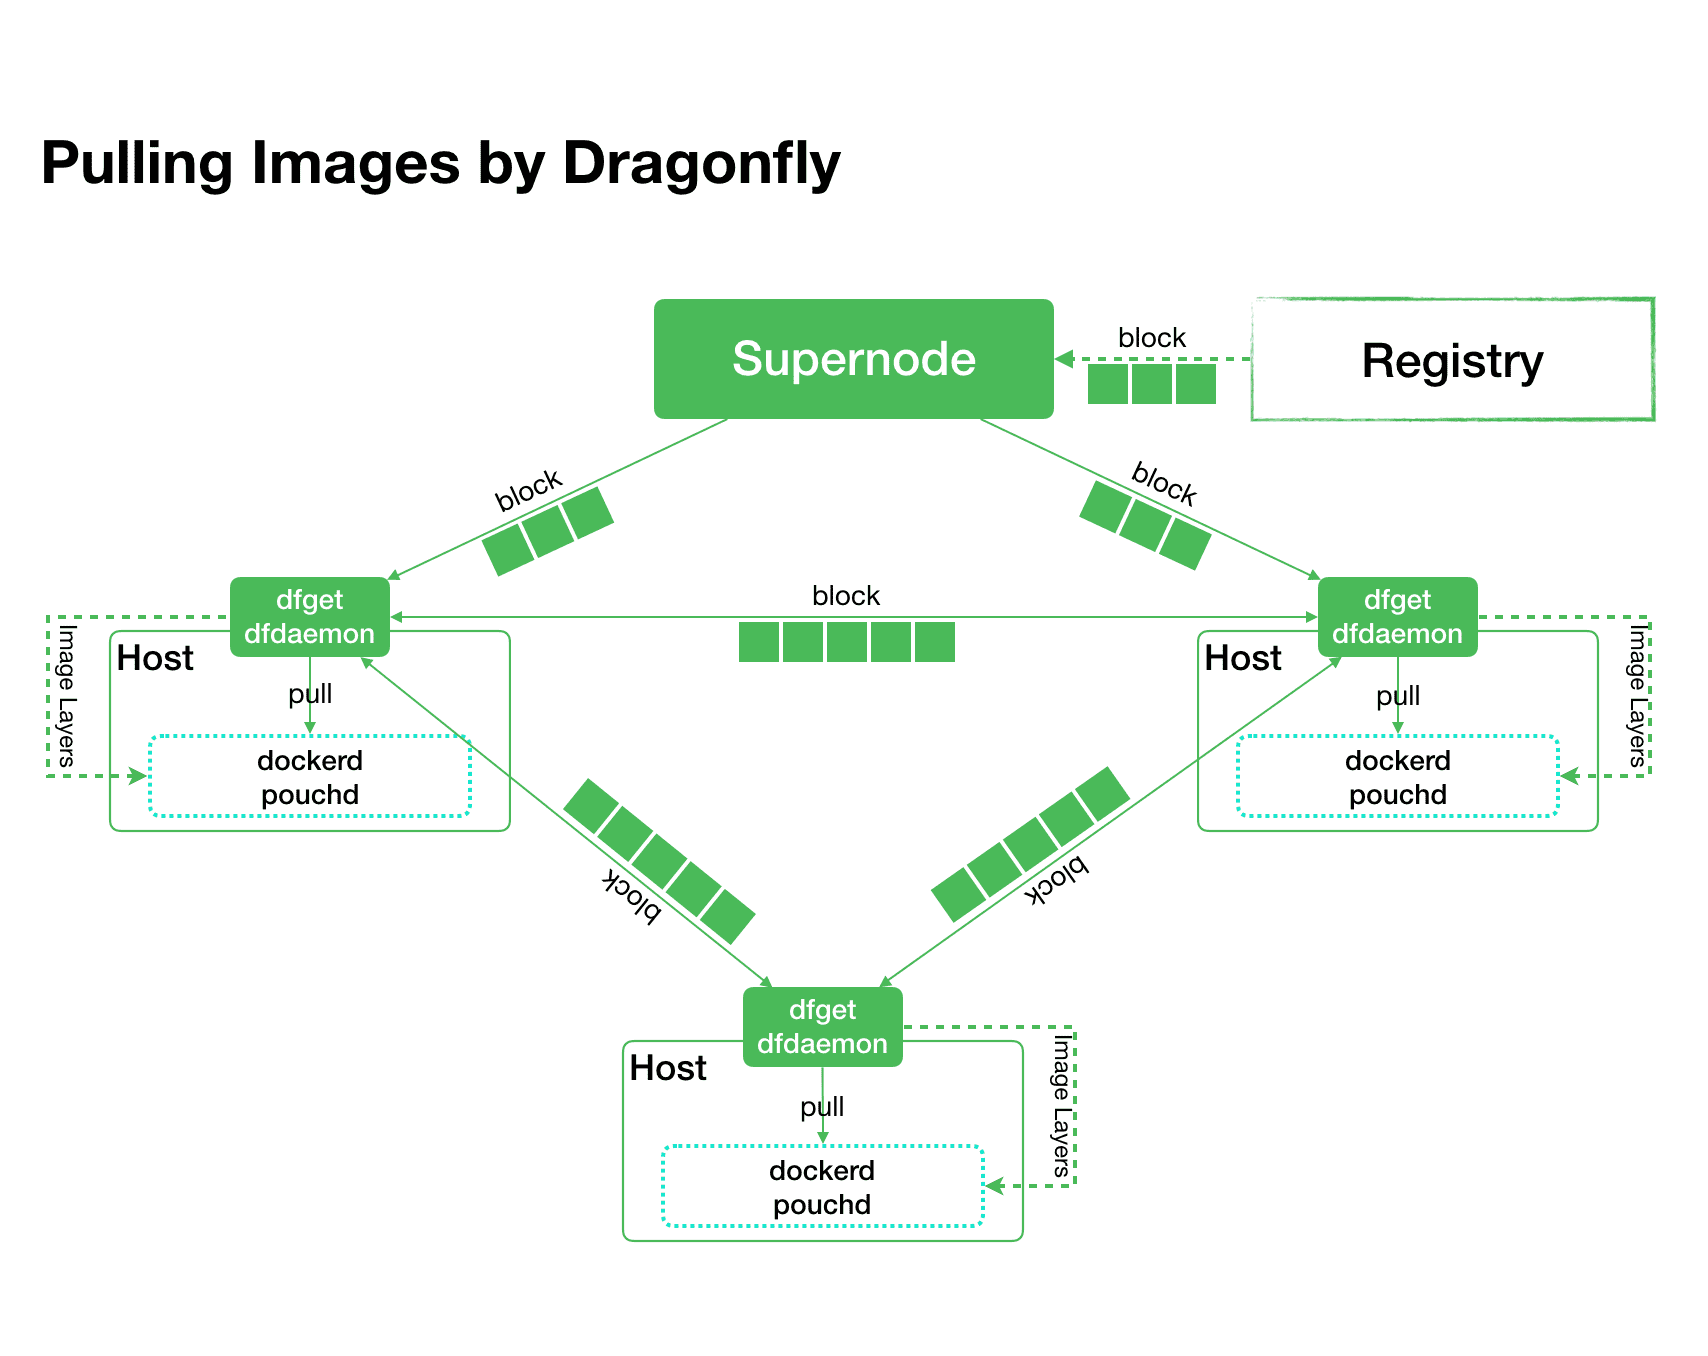 Pulling Images by Dragonfly
Supernode
block
Registry
block
block
block
dfget
dfdaemon
Host
pull
Image Layers
dockerd
pouchd
dfget
dfdaemon
Host
pull
Image Layers
dockerd
pouchd
block
block
dfget
dfdaemon
Host
pull
Image Layers
dockerd
pouchd